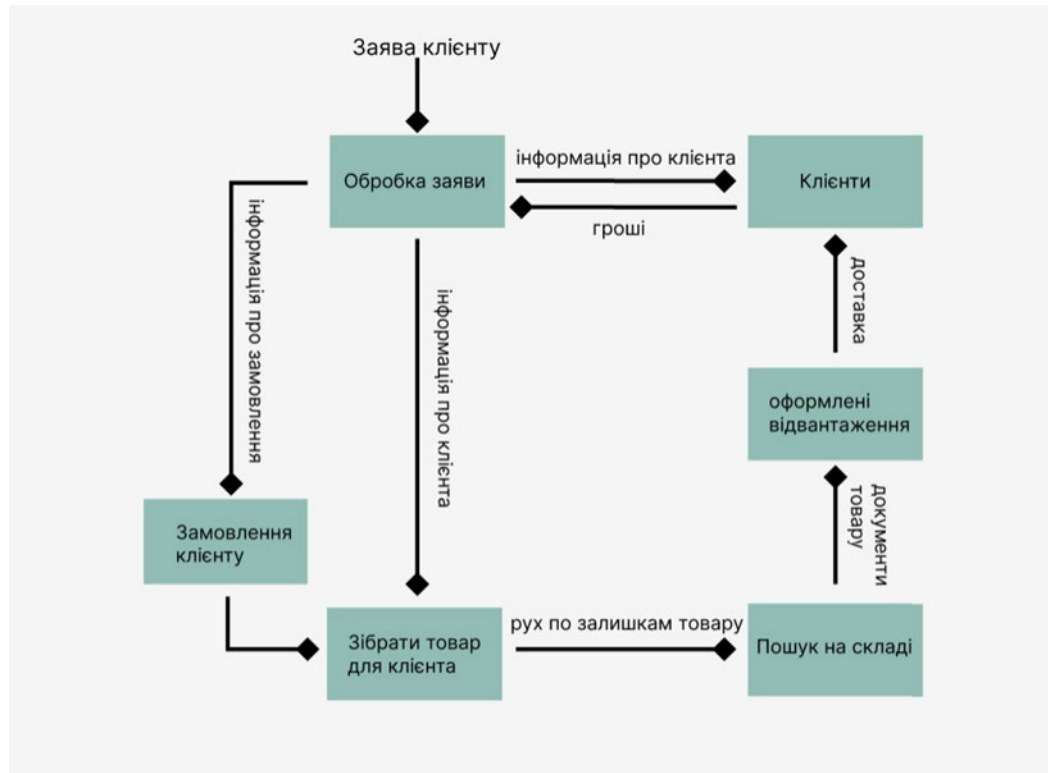 Заява клієнту
Обробка заяви
інформація про клієнта
Клієнти
гроші
інформація про замовлення
інформація про клієнта
доставка
оформлені
відвантаження
документи
товару
Замовлення
клієнту
Зібрати товар
для клієнта
рух по залишкам товару
Пошук на складі